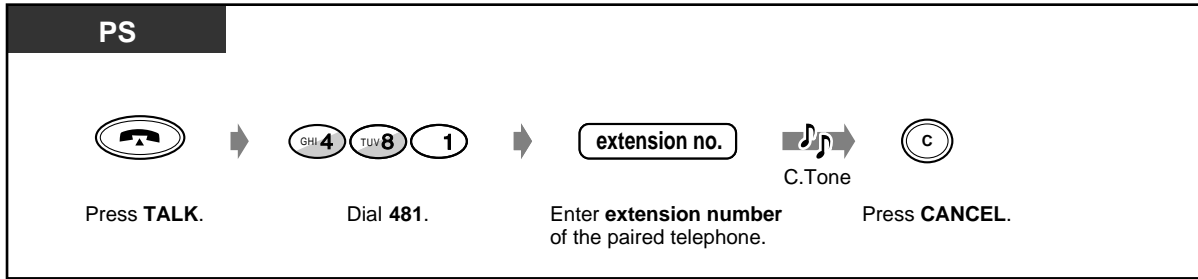 PS
GHI 4 TUV 8 1
extension no.
C
C.Tone
Press TALK.
Dial 481.
Enter extension number
of the paired telephone.
Press CANCEL.